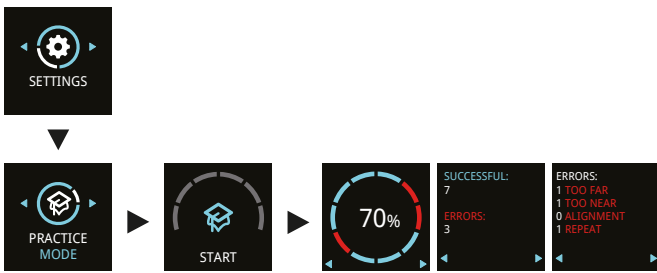 SETTINGS
PRACTICE
MODE
START
70%
SUCCESSFUL:
7
ERRORS:
3
ERRORS:
1 TOO FAR
1 TOO NEAR
0 ALIGNMENT
1 REPEAT